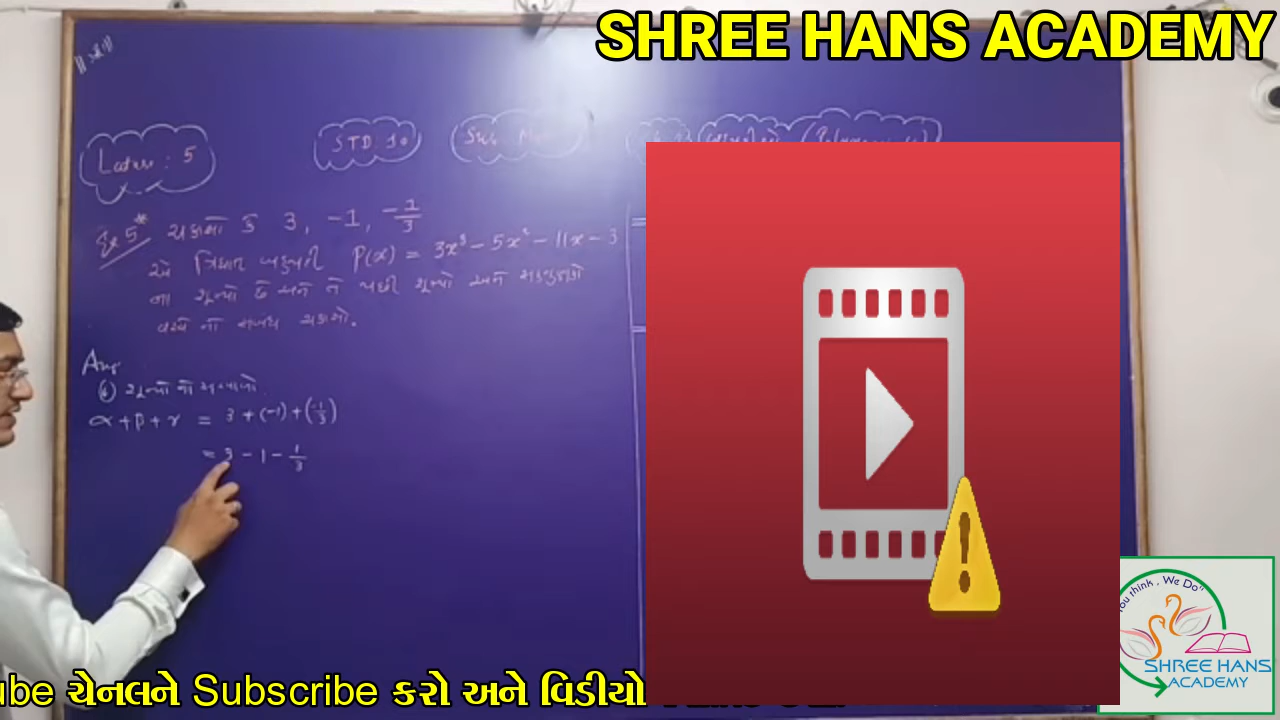 SHREE HANS ACADEMY
Lecture : 5
STD 10
Sub
Ex 5* ચકાસો કે 3, -1, -1/3
એ ત્રિઘાત બહુપદી P(x) = 3x³ - 5x² - 11x - 3
ના શૂન્યો છે અને તે પછી શૂન્યો અને સહગુણકો
વચ્ચે નો સંબંધ ચકાસો.
Ans
શૂન્યો નો
α + β + γ = 3 + (-1) + (-1/3)
= 3 - 1 - 1/3
You think, We Do"
SHREE HANS
ACADEMY
ube ચેનલને Subscribe કરો અને વિડીયો